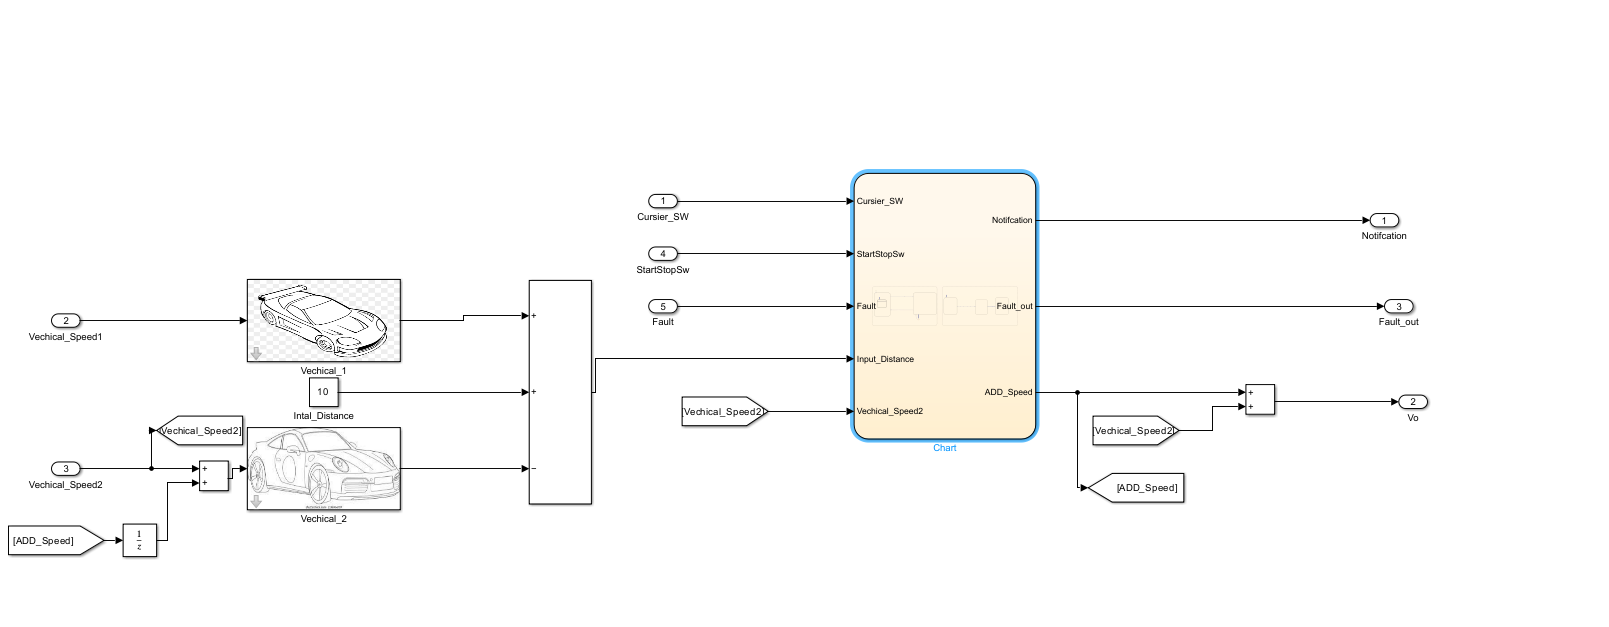 1
Cursier_SW
4
StartStopSw
5
Fault
2
Vechical_Speed1
Vechical_1
10
Intal_Distance
[Vechical_Speed2]
3
Vechical_Speed2
+
+
Vechical_2
[ADD_Speed]
1
z
+
+
−
[Vechical_Speed2]
Cursier_SW
StartStopSw
Fault
Input_Distance
Vechical_Speed2
Notifcation
Fault_out
ADD_Speed
Chart
1
Notifcation
3
Fault_out
+
+
[Vechical_Speed2]
[ADD_Speed]
2
Vo